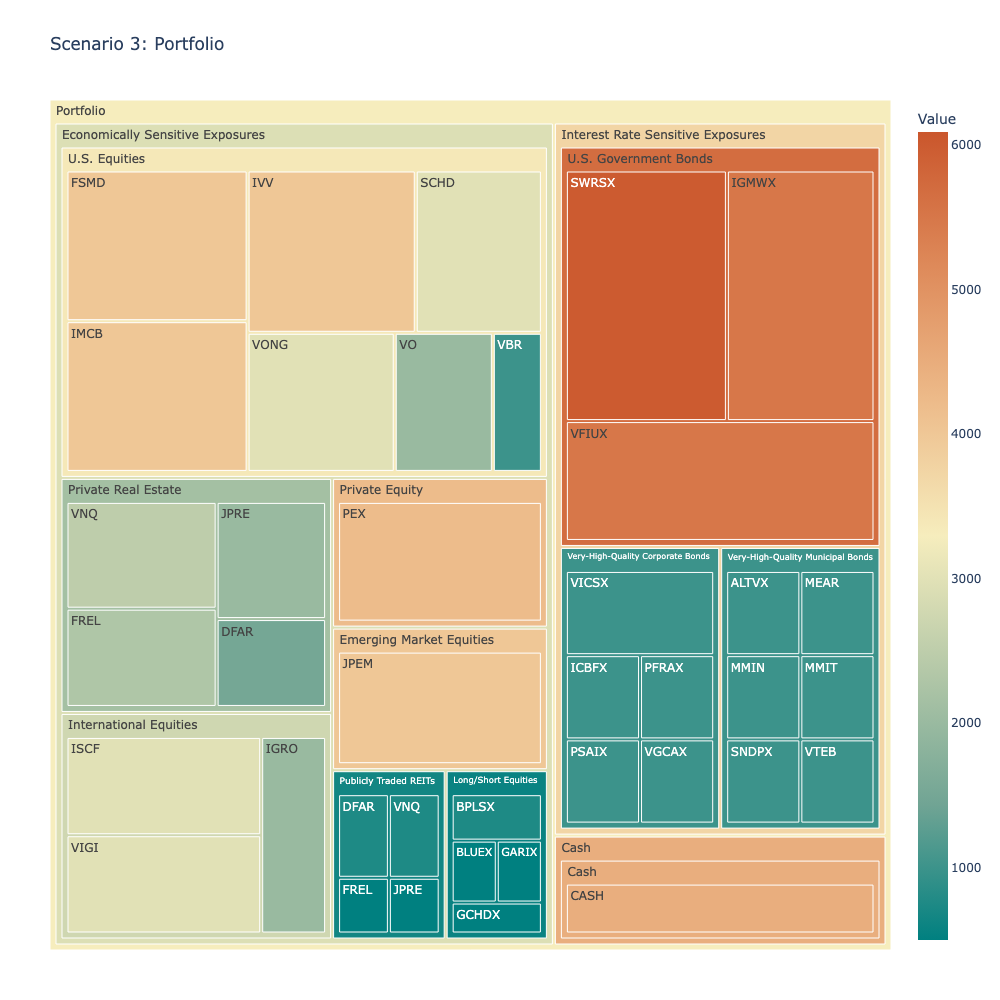 Scenario 3: Portfolio
Portfolio
Economically Sensitive Exposures
U.S. Equities
FSMD
IVV
SCHD
IMCB
VONG
VO
VBR
Private Real Estate
VNQ
JPRE
FREL
DFAR
International Equities
ISCF
IGRO
VIGI
Private Equity
PEX
Emerging Market Equities
JPEM
Publicly Traded REITs
DFAR
VNQ
FREL
JPRE
Long/Short Equities
BPLSX
BLUEX
GARIX
GCHDX
Interest Rate Sensitive Exposures
U.S. Government Bonds
SWRSX
IGMWX
VFIUX
Very-High-Quality Corporate Bonds
VICSX
ICBFX
PFRAX
PSAIX
VGCAX
Very-High-Quality Municipal Bonds
ALTVX
MEAR
MMIN
MMIT
SNDPX
VTEB
Cash
Cash
CASH
Value
6000
5000
4000
3000
2000
1000